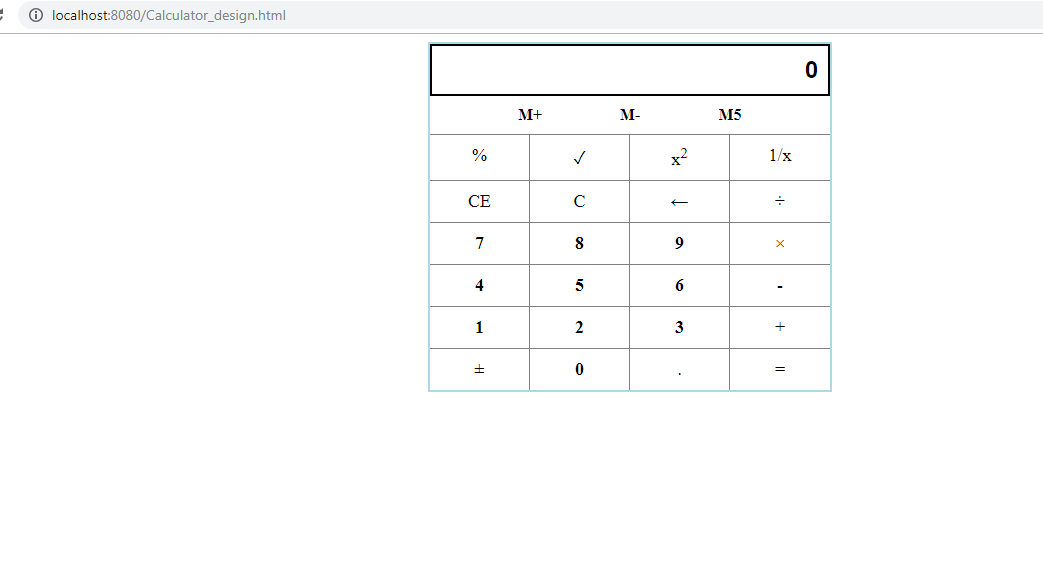 localhost:8080/Calculator_design.html
0
M+ M- M5
% ✓ x² 1/x
CE C ← ÷
7 8 9 ×
4 5 6 -
1 2 3 +
± 0 . =